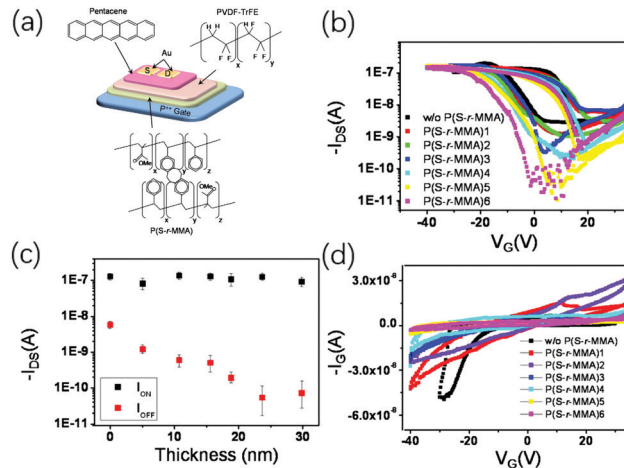 (a)
Pentacene
PVDF-TrFE
Au
S D
P++ Gate
H H H F
F F F F
x y
OMe
x y z
OMe
x y z
P(S-r-MMA)
(b)
-I_DS(A)
1E-6
1E-7
1E-8
1E-9
1E-10
1E-11
w/o P(S-r-MMA)
P(S-r-MMA)1
P(S-r-MMA)2
P(S-r-MMA)3
P(S-r-MMA)4
P(S-r-MMA)5
P(S-r-MMA)6
-40 -20 0 20
V_G(V)
(c)
-I_DS(A)
1E-6
1E-7
1E-8
1E-9
1E-10
1E-11
I_ON
I_OFF
0 10 20 30
Thickness (nm)
(d)
-I_G(A)
3.0x10⁻⁸
0.0
-3.0x10⁻⁸
-6.0x10⁻⁸
w/o P(S-r-MMA)
P(S-r-MMA)1
P(S-r-MMA)2
P(S-r-MMA)3
P(S-r-MMA)4
P(S-r-MMA)5
P(S-r-MMA)6
-40 -20 0 20
V_G(V)